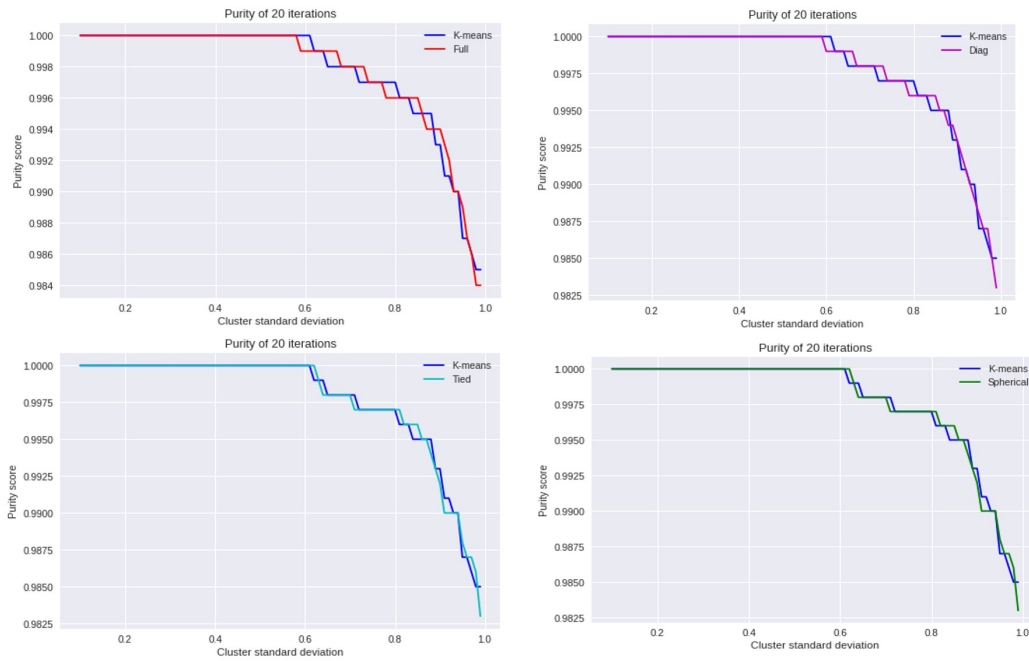 Purity of 20 iterations
Purity score
1.000
0.998
0.996
0.994
0.992
0.990
0.988
0.986
0.984
K-means
Full
0.2 0.4 0.6 0.8 1.0
Cluster standard deviation
Purity of 20 iterations
Purity score
1.0000
0.9975
0.9950
0.9925
0.9900
0.9875
0.9850
0.9825
K-means
Diag
0.2 0.4 0.6 0.8 1.0
Cluster standard deviation
Purity of 20 iterations
Purity score
1.0000
0.9975
0.9950
0.9925
0.9900
0.9875
0.9850
0.9825
K-means
Tied
0.2 0.4 0.6 0.8 1.0
Cluster standard deviation
Purity of 20 iterations
Purity score
1.0000
0.9975
0.9950
0.9925
0.9900
0.9875
0.9850
0.9825
K-means
Spherical
0.2 0.4 0.6 0.8 1.0
Cluster standard deviation